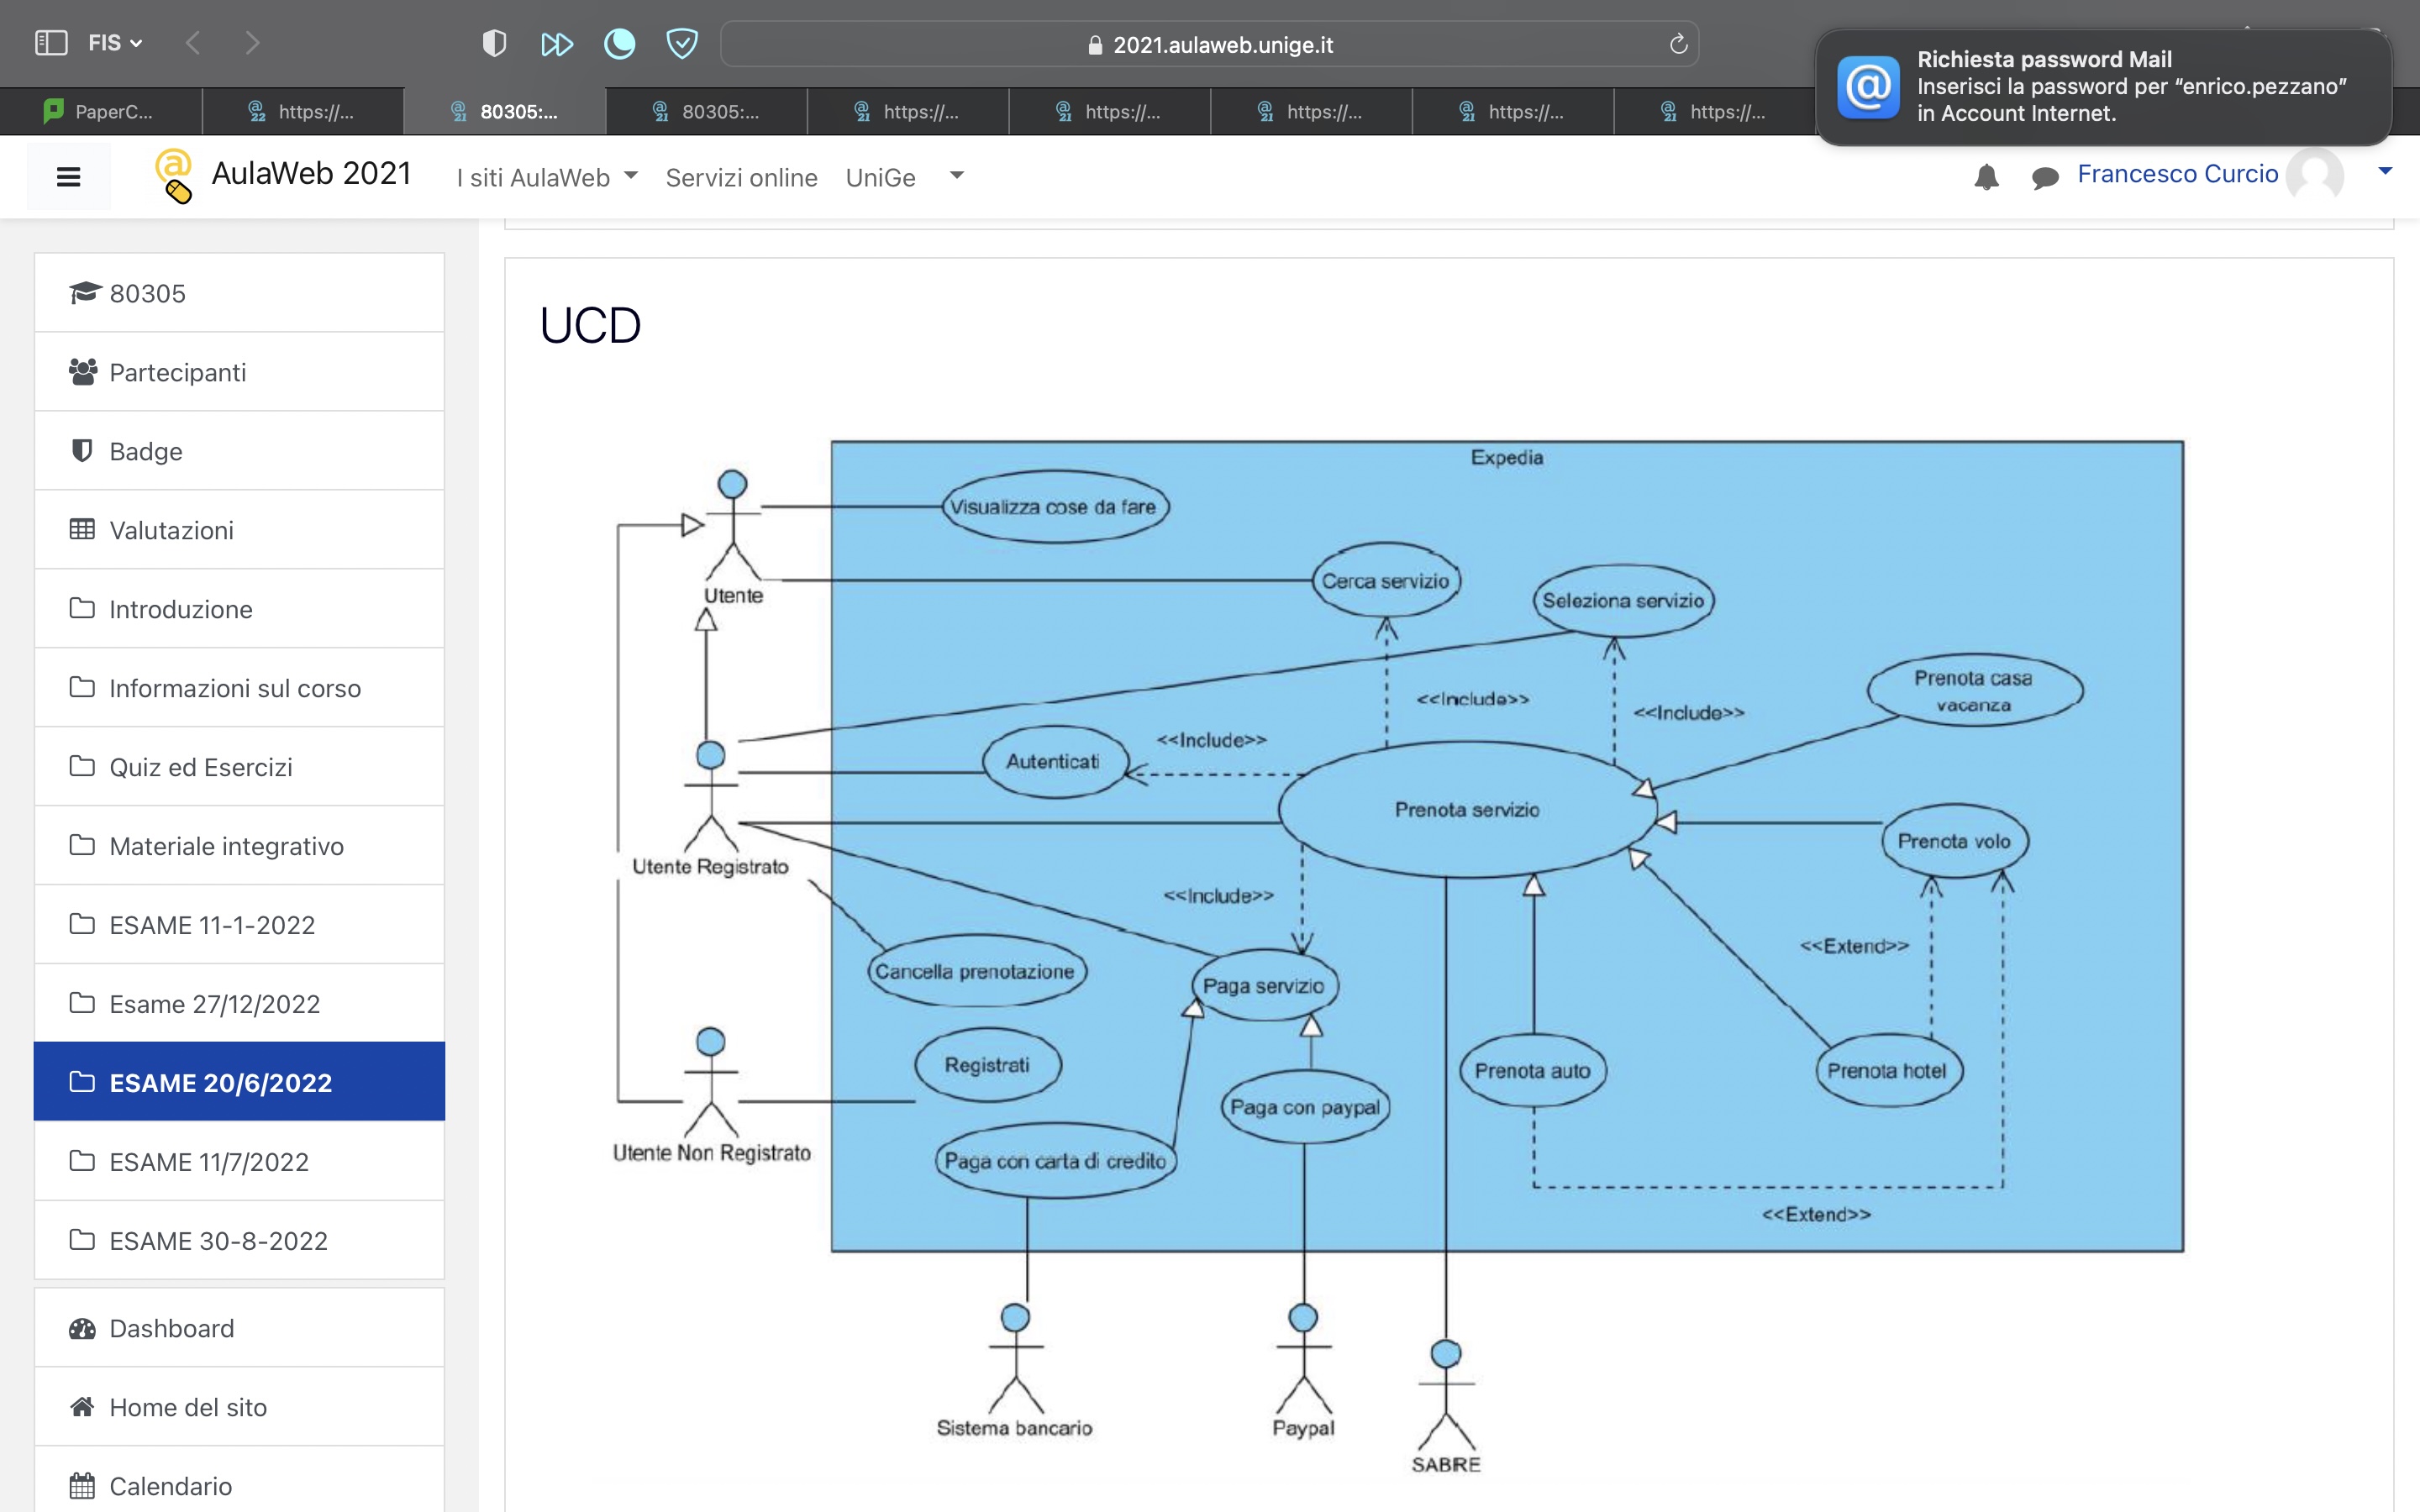 FIS
2021.aulaweb.unige.it
Richiesta password Mail
Inserisci la password per “enrico.pezzano”
in Account Internet.
PaperC...
https://...
80305:...
80305:...
https://...
https://...
https://...
https://...
https://...
AulaWeb 2021
I siti AulaWeb
Servizi online
UniGe
Francesco Curcio
80305
Partecipanti
Badge
Valutazioni
Introduzione
Informazioni sul corso
Quiz ed Esercizi
Materiale integrativo
ESAME 11-1-2022
Esame 27/12/2022
ESAME 20/6/2022
ESAME 11/7/2022
ESAME 30-8-2022
Dashboard
Home del sito
Calendario
UCD
Expedia
Visualizza cose da fare
Utente
Cerca servizio
Seleziona servizio
Prenota casa
vacanza
<<Include>>
<<Include>>
<<Include>>
Autenticati
Prenota servizio
Prenota volo
Utente Registrato
<<Include>>
<<Extend>>
Cancella prenotazione
Paga servizio
Registrati
Prenota auto
Prenota hotel
Paga con paypal
Utente Non Registrato
Paga con carta di credito
<<Extend>>
Sistema bancario
Paypal
SABRE